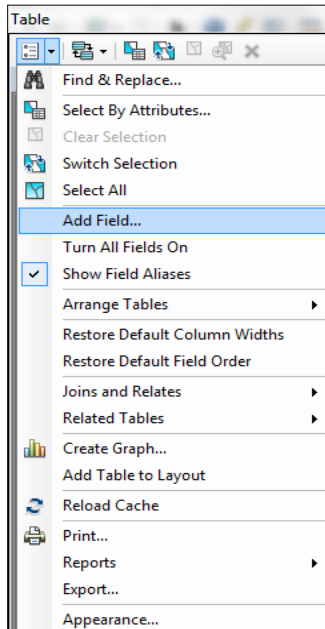 Table
Find & Replace...
Select By Attributes...
Clear Selection
Switch Selection
Select All
Add Field...
Turn All Fields On
Show Field Aliases
Arrange Tables
Restore Default Column Widths
Restore Default Field Order
Joins and Relates
Related Tables
Create Graph...
Add Table to Layout
Reload Cache
Print...
Reports
Export...
Appearance...